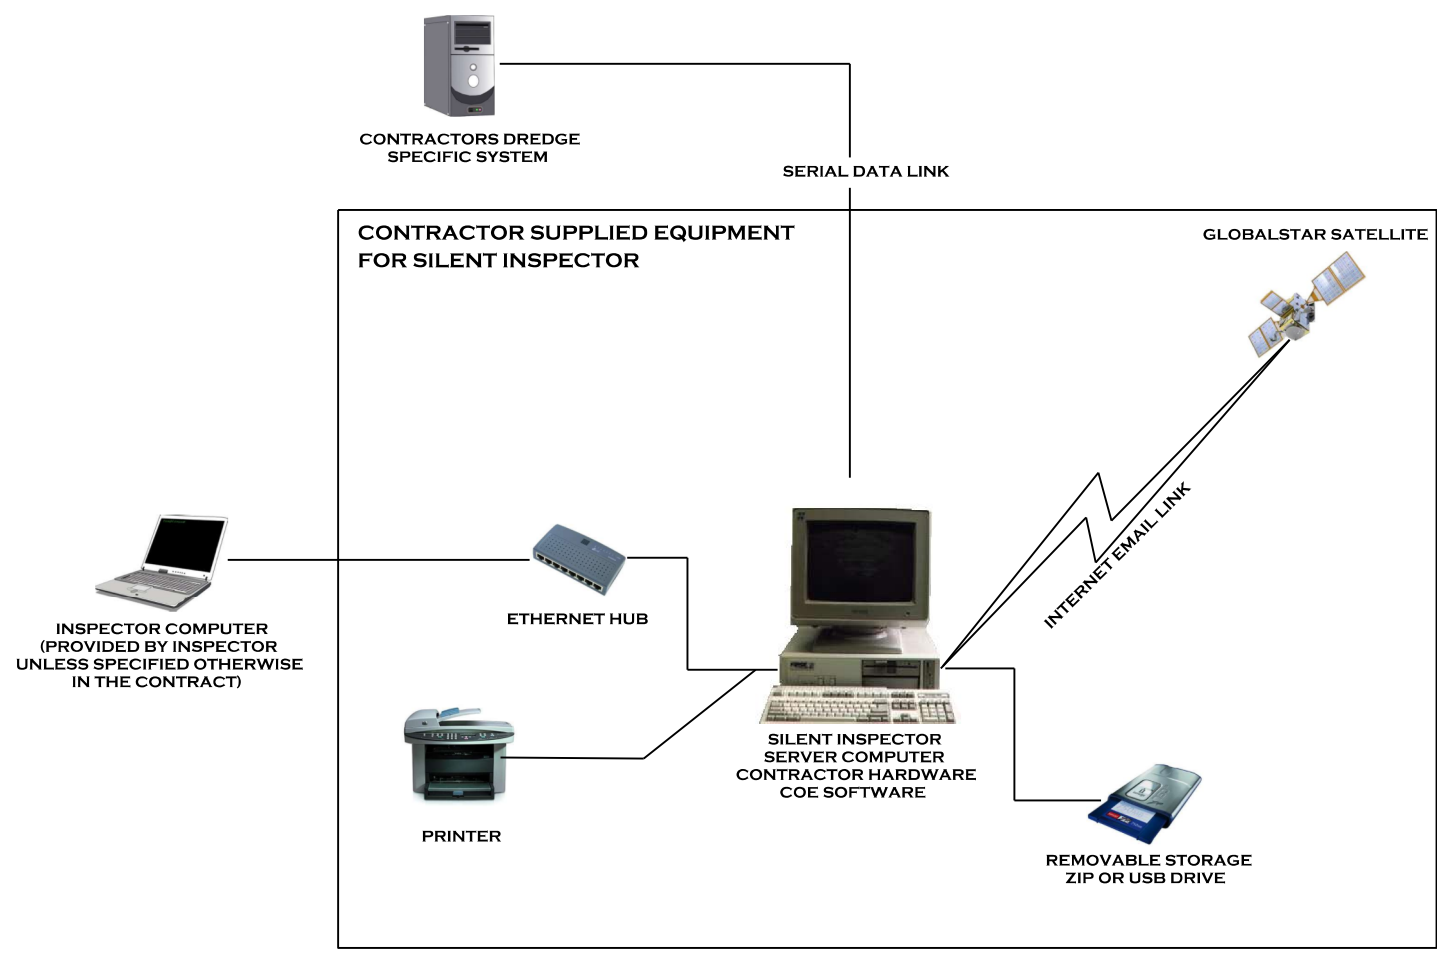 CONTRACTORS DREDGE
SPECIFIC SYSTEM
SERIAL DATA LINK
CONTRACTOR SUPPLIED EQUIPMENT
FOR SILENT INSPECTOR
GLOBALSTAR SATELLITE
INTERNET EMAIL LINK
ETHERNET HUB
INSPECTOR COMPUTER
(PROVIDED BY INSPECTOR
UNLESS SPECIFIED OTHERWISE
IN THE CONTRACT)
SILENT INSPECTOR
SERVER COMPUTER
CONTRACTOR HARDWARE
COE SOFTWARE
PRINTER
REMOVABLE STORAGE
ZIP OR USB DRIVE